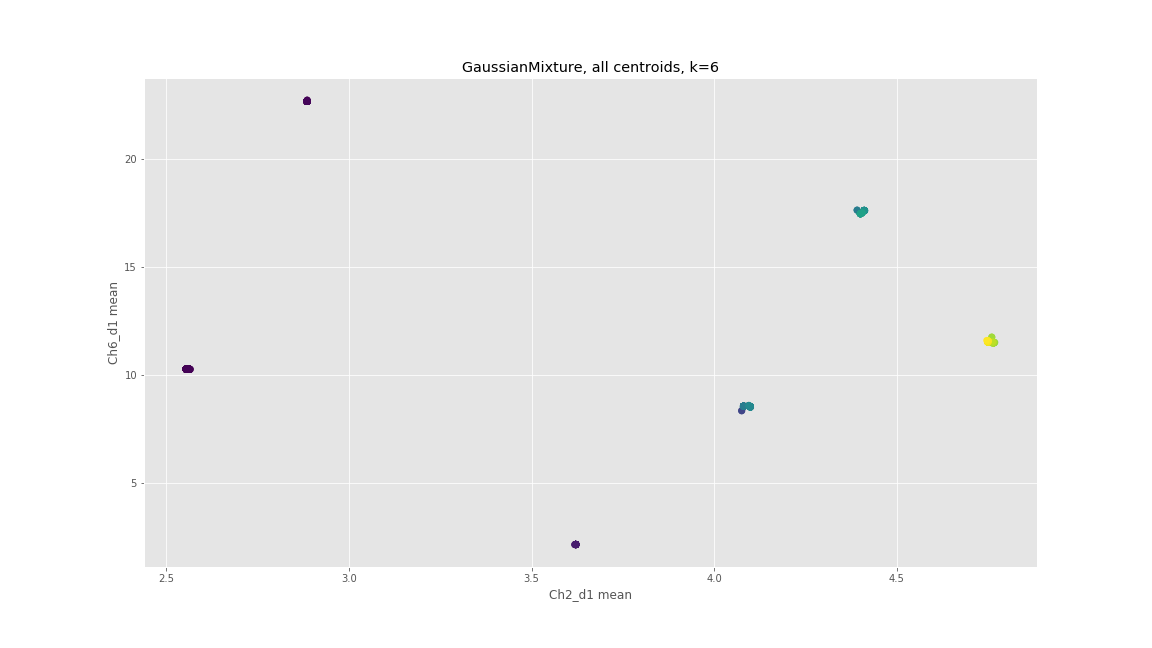 GaussianMixture, all centroids, k=6
20
15
10
5
Ch6_d1 mean
2.5 3.0 3.5 4.0 4.5
Ch2_d1 mean